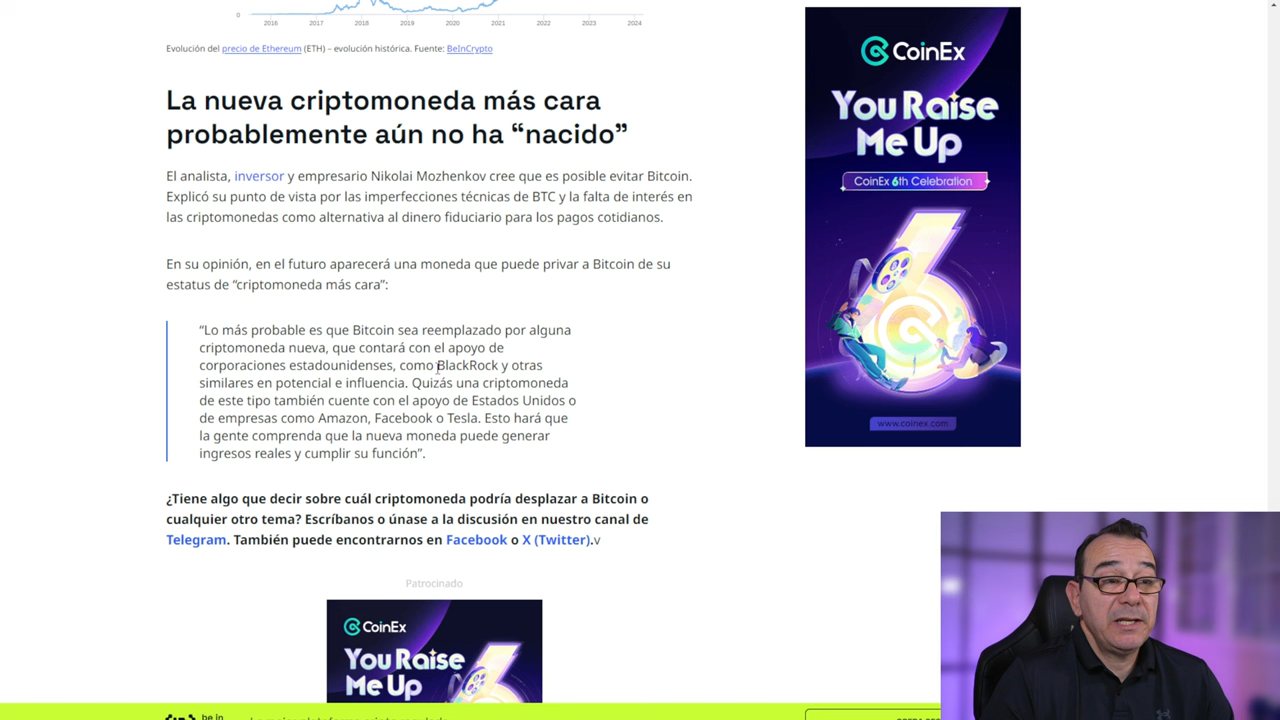 0
2016 2017 2018 2019 2020 2021 2022 2023 2024
Evolución del precio de Ethereum (ETH) – evolución histórica. Fuente: BeInCrypto
La nueva criptomoneda más cara
probablemente aún no ha “nacido”
El analista, inversor y empresario Nikolai Mozhenkov cree que es posible evitar Bitcoin.
Explicó su punto de vista por las imperfecciones técnicas de BTC y la falta de interés en
las criptomonedas como alternativa al dinero fiduciario para los pagos cotidianos.
En su opinión, en el futuro aparecerá una moneda que puede privar a Bitcoin de su
estatus de “criptomoneda más cara”:
“Lo más probable es que Bitcoin sea reemplazado por alguna
criptomoneda nueva, que contará con el apoyo de
corporaciones estadounidenses, como BlackRock y otras
similares en potencial e influencia. Quizás una criptomoneda
de este tipo también cuente con el apoyo de Estados Unidos o
de empresas como Amazon, Facebook o Tesla. Esto hará que
la gente comprenda que la nueva moneda puede generar
ingresos reales y cumplir su función”.
¿Tiene algo que decir sobre cuál criptomoneda podría desplazar a Bitcoin o
cualquier otro tema? Escríbanos o únase a la discusión en nuestro canal de
Telegram. También puede encontrarnos en Facebook o X (Twitter).v
Patrocinado
CoinEx
You Raise
Me Up
CoinEx
You Raise
Me Up
CoinEx 6th Celebration
www.coinex.com
be in